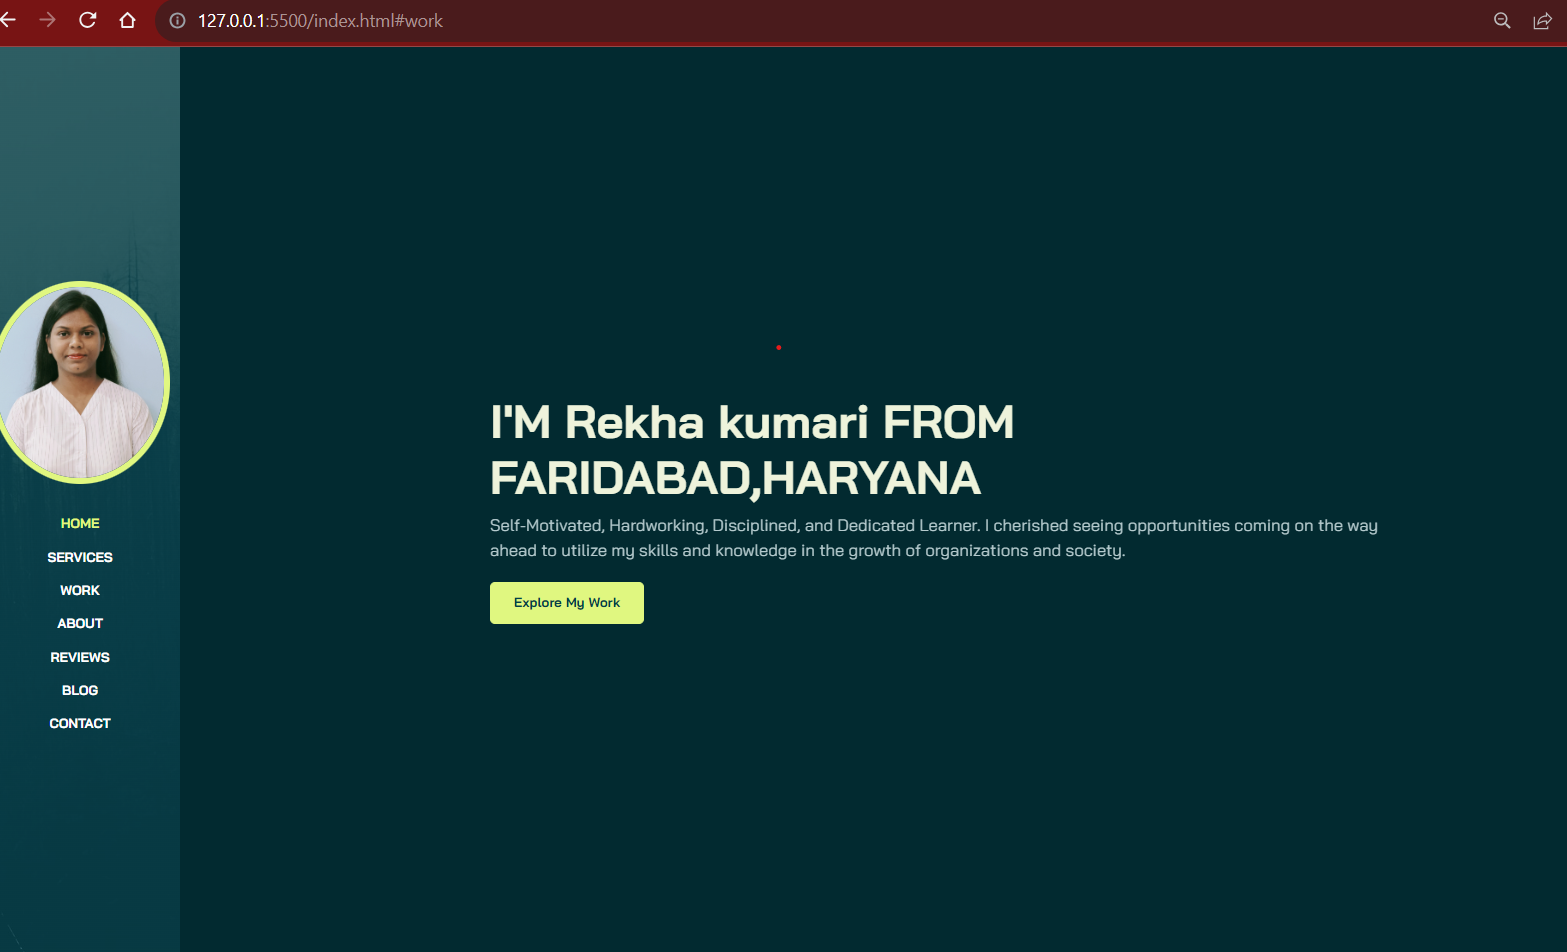 127.0.0.1:5500/index.html#work
HOME
SERVICES
WORK
ABOUT
REVIEWS
BLOG
CONTACT
I'M Rekha kumari FROM
FARIDABAD,HARYANA
Self-Motivated, Hardworking, Disciplined, and Dedicated Learner. I cherished seeing opportunities coming on the way
ahead to utilize my skills and knowledge in the growth of organizations and society.
Explore My Work